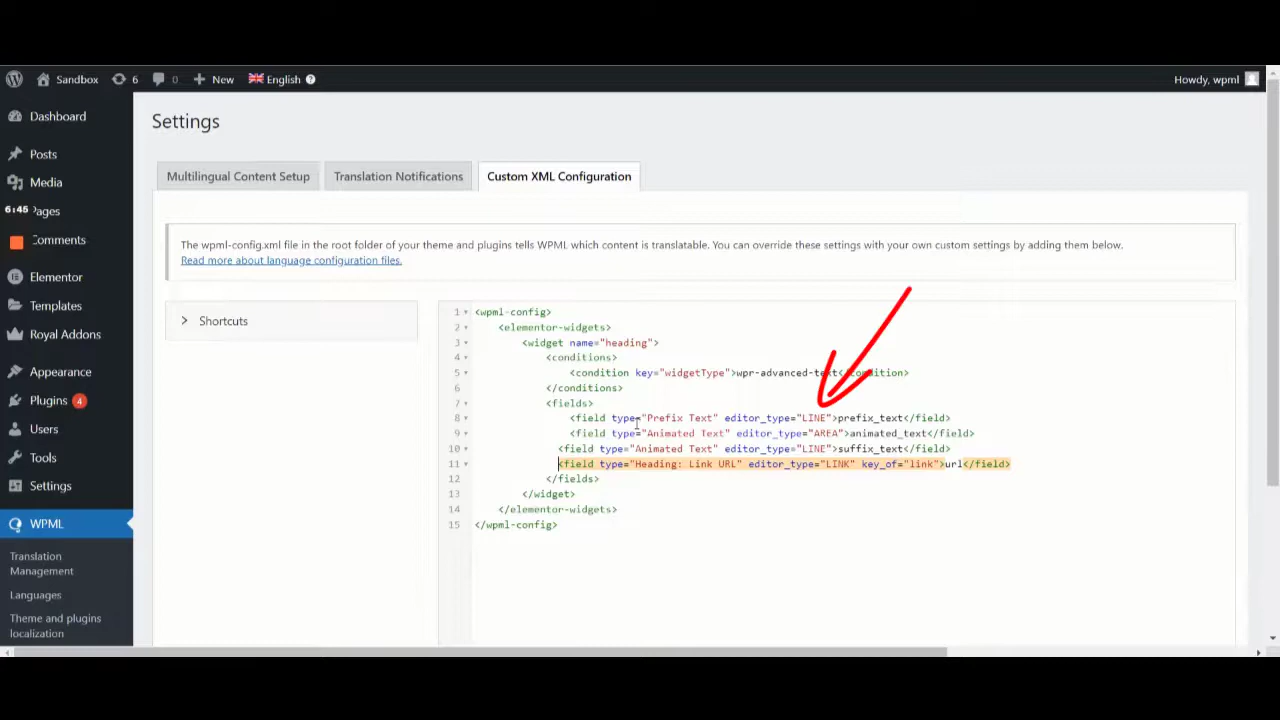 Sandbox 6 0 New English Howdy, wpml
Dashboard
Posts
Media
6:45 Pages
Comments
Elementor
Templates
Royal Addons
Appearance
Plugins 4
Users
Tools
Settings
WPML
Translation
Management
Languages
Theme and plugins
localization
Settings
Multilingual Content Setup Translation Notifications Custom XML Configuration
The wpml-config.xml file in the root folder of your theme and plugins tells WPML which content is translatable. You can override these settings with your own custom settings by adding them below.
Read more about language configuration files.
Shortcuts
1 <wpml-config>
2 <elementor-widgets>
3 <widget name="heading">
4 <conditions>
5 <condition key="widgetType">wpr-advanced-text</condition>
6 </conditions>
7 <fields>
8 <field type="Prefix Text" editor_type="LINE">prefix_text</field>
9 <field type="Animated Text" editor_type="AREA">animated_text</field>
10 <field type="Animated Text" editor_type="LINE">suffix_text</field>
11 <field type="Heading: Link URL" editor_type="LINK" key_of="link">url</field>
12 </fields>
13 </widget>
14 </elementor-widgets>
15 </wpml-config>